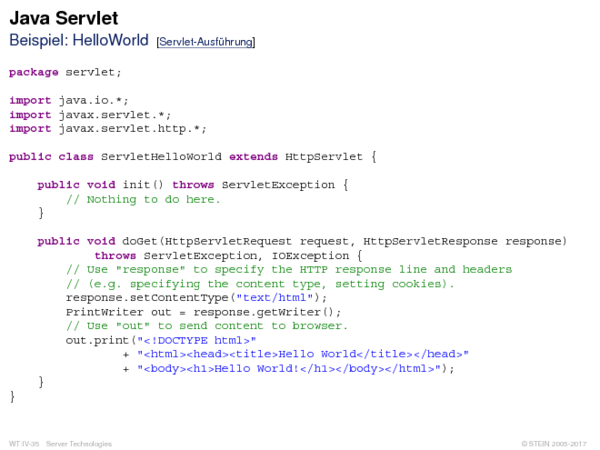 Java Servlet
Beispiel: HelloWorld [Servlet-Ausführung]
package servlet;
import java.io.*;
import javax.servlet.*;
import javax.servlet.http.*;
public class ServletHelloWorld extends HttpServlet {
public void init() throws ServletException {
// Nothing to do here.
}
public void doGet(HttpServletRequest request, HttpServletResponse response)
throws ServletException, IOException {
// Use "response" to specify the HTTP response line and headers
// (e.g. specifying the content type, setting cookies).
response.setContentType("text/html");
PrintWriter out = response.getWriter();
// Use "out" to send content to browser.
out.print("<!DOCTYPE html>"
+ "<html><head><title>Hello World</title></head>"
+ "<body><h1>Hello World!</h1></body></html>");
}
}
WT:IV-35 Server Technologies © STEIN 2005-2017